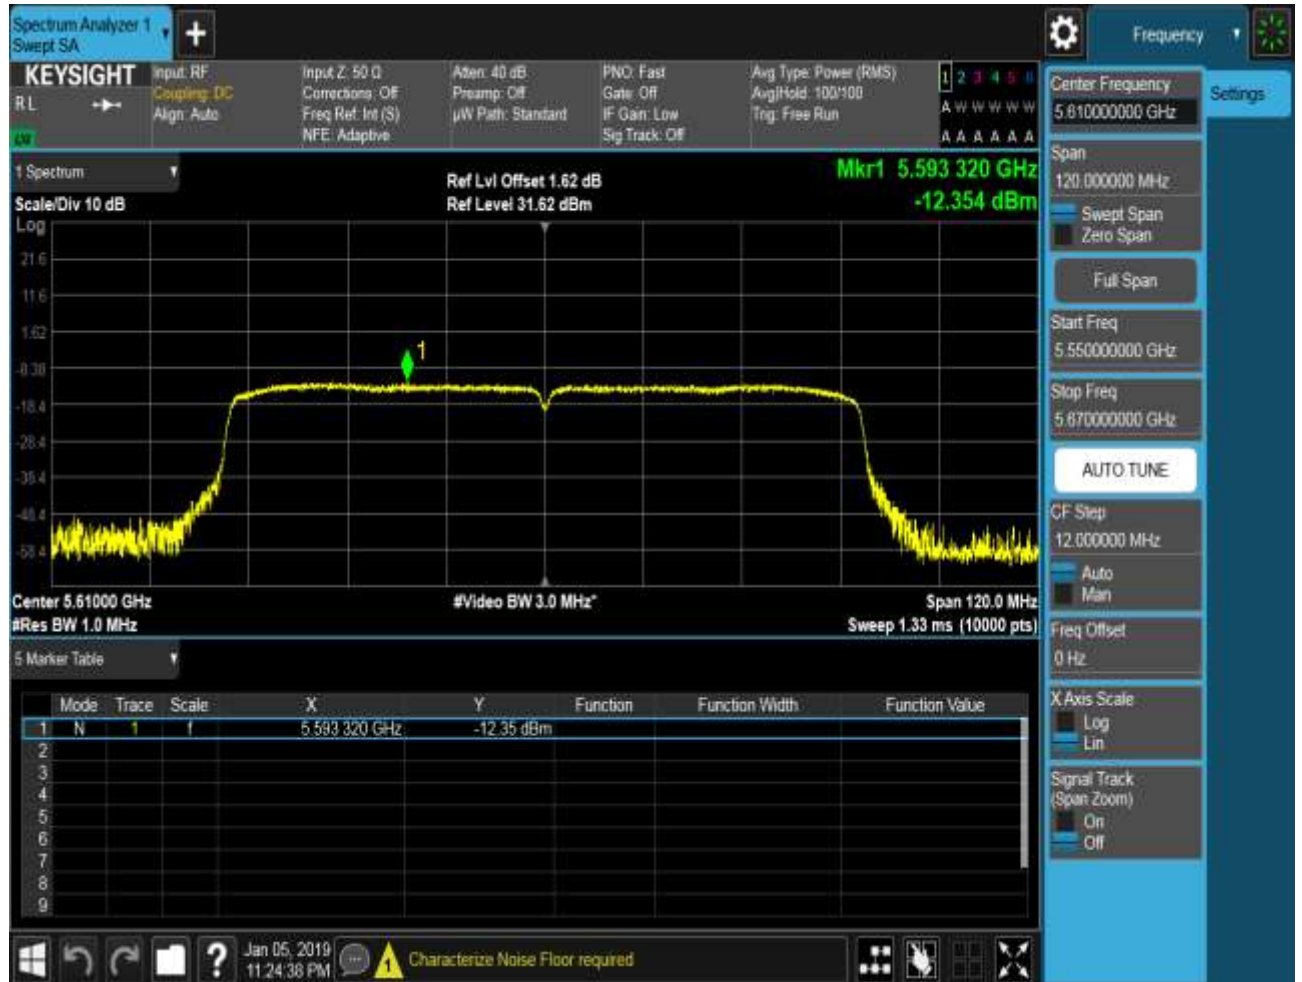 Spectrum Analyzer 1
Swept SA
Frequency
KEYSIGHT
R L
Input: RF
Coupling: DC
Align: Auto
Input Z: 50 Ω
Corrections: Off
Freq Ref: Int (S)
NFE: Adaptive
Atten: 40 dB
Preamp: Off
µW Path: Standard
PNO: Fast
Gate: Off
IF Gain: Low
Sig Track: Off
Avg Type: Power (RMS)
Avg|Hold: 100/100
Trig: Free Run
1 2 3 4 5 6
A W W W W W
A A A A A A
1 Spectrum
Scale/Div 10 dB
Ref Lvl Offset 1.62 dB
Ref Level 31.62 dBm
Mkr1 5.593 320 GHz
-12.354 dBm
Log
21.6
11.6
1.62
-8.38
-18.4
-28.4
-38.4
-48.4
-58.4
1
Center 5.61000 GHz
#Res BW 1.0 MHz
#Video BW 3.0 MHz*
Span 120.0 MHz
Sweep 1.33 ms (10000 pts)
5 Marker Table
Mode Trace Scale X Y Function Function Width Function Value
1 N 1 f 5.593 320 GHz -12.35 dBm
2
3
4
5
6
7
8
9
Jan 05, 2019
11:24:38 PM
Characterize Noise Floor required
Center Frequency
5.610000000 GHz
Settings
Span
120.000000 MHz
Swept Span
Zero Span
Full Span
Start Freq
5.550000000 GHz
Stop Freq
5.670000000 GHz
AUTO TUNE
CF Step
12.000000 MHz
Auto
Man
Freq Offset
0 Hz
X Axis Scale
Log
Lin
Signal Track
(Span Zoom)
On
Off